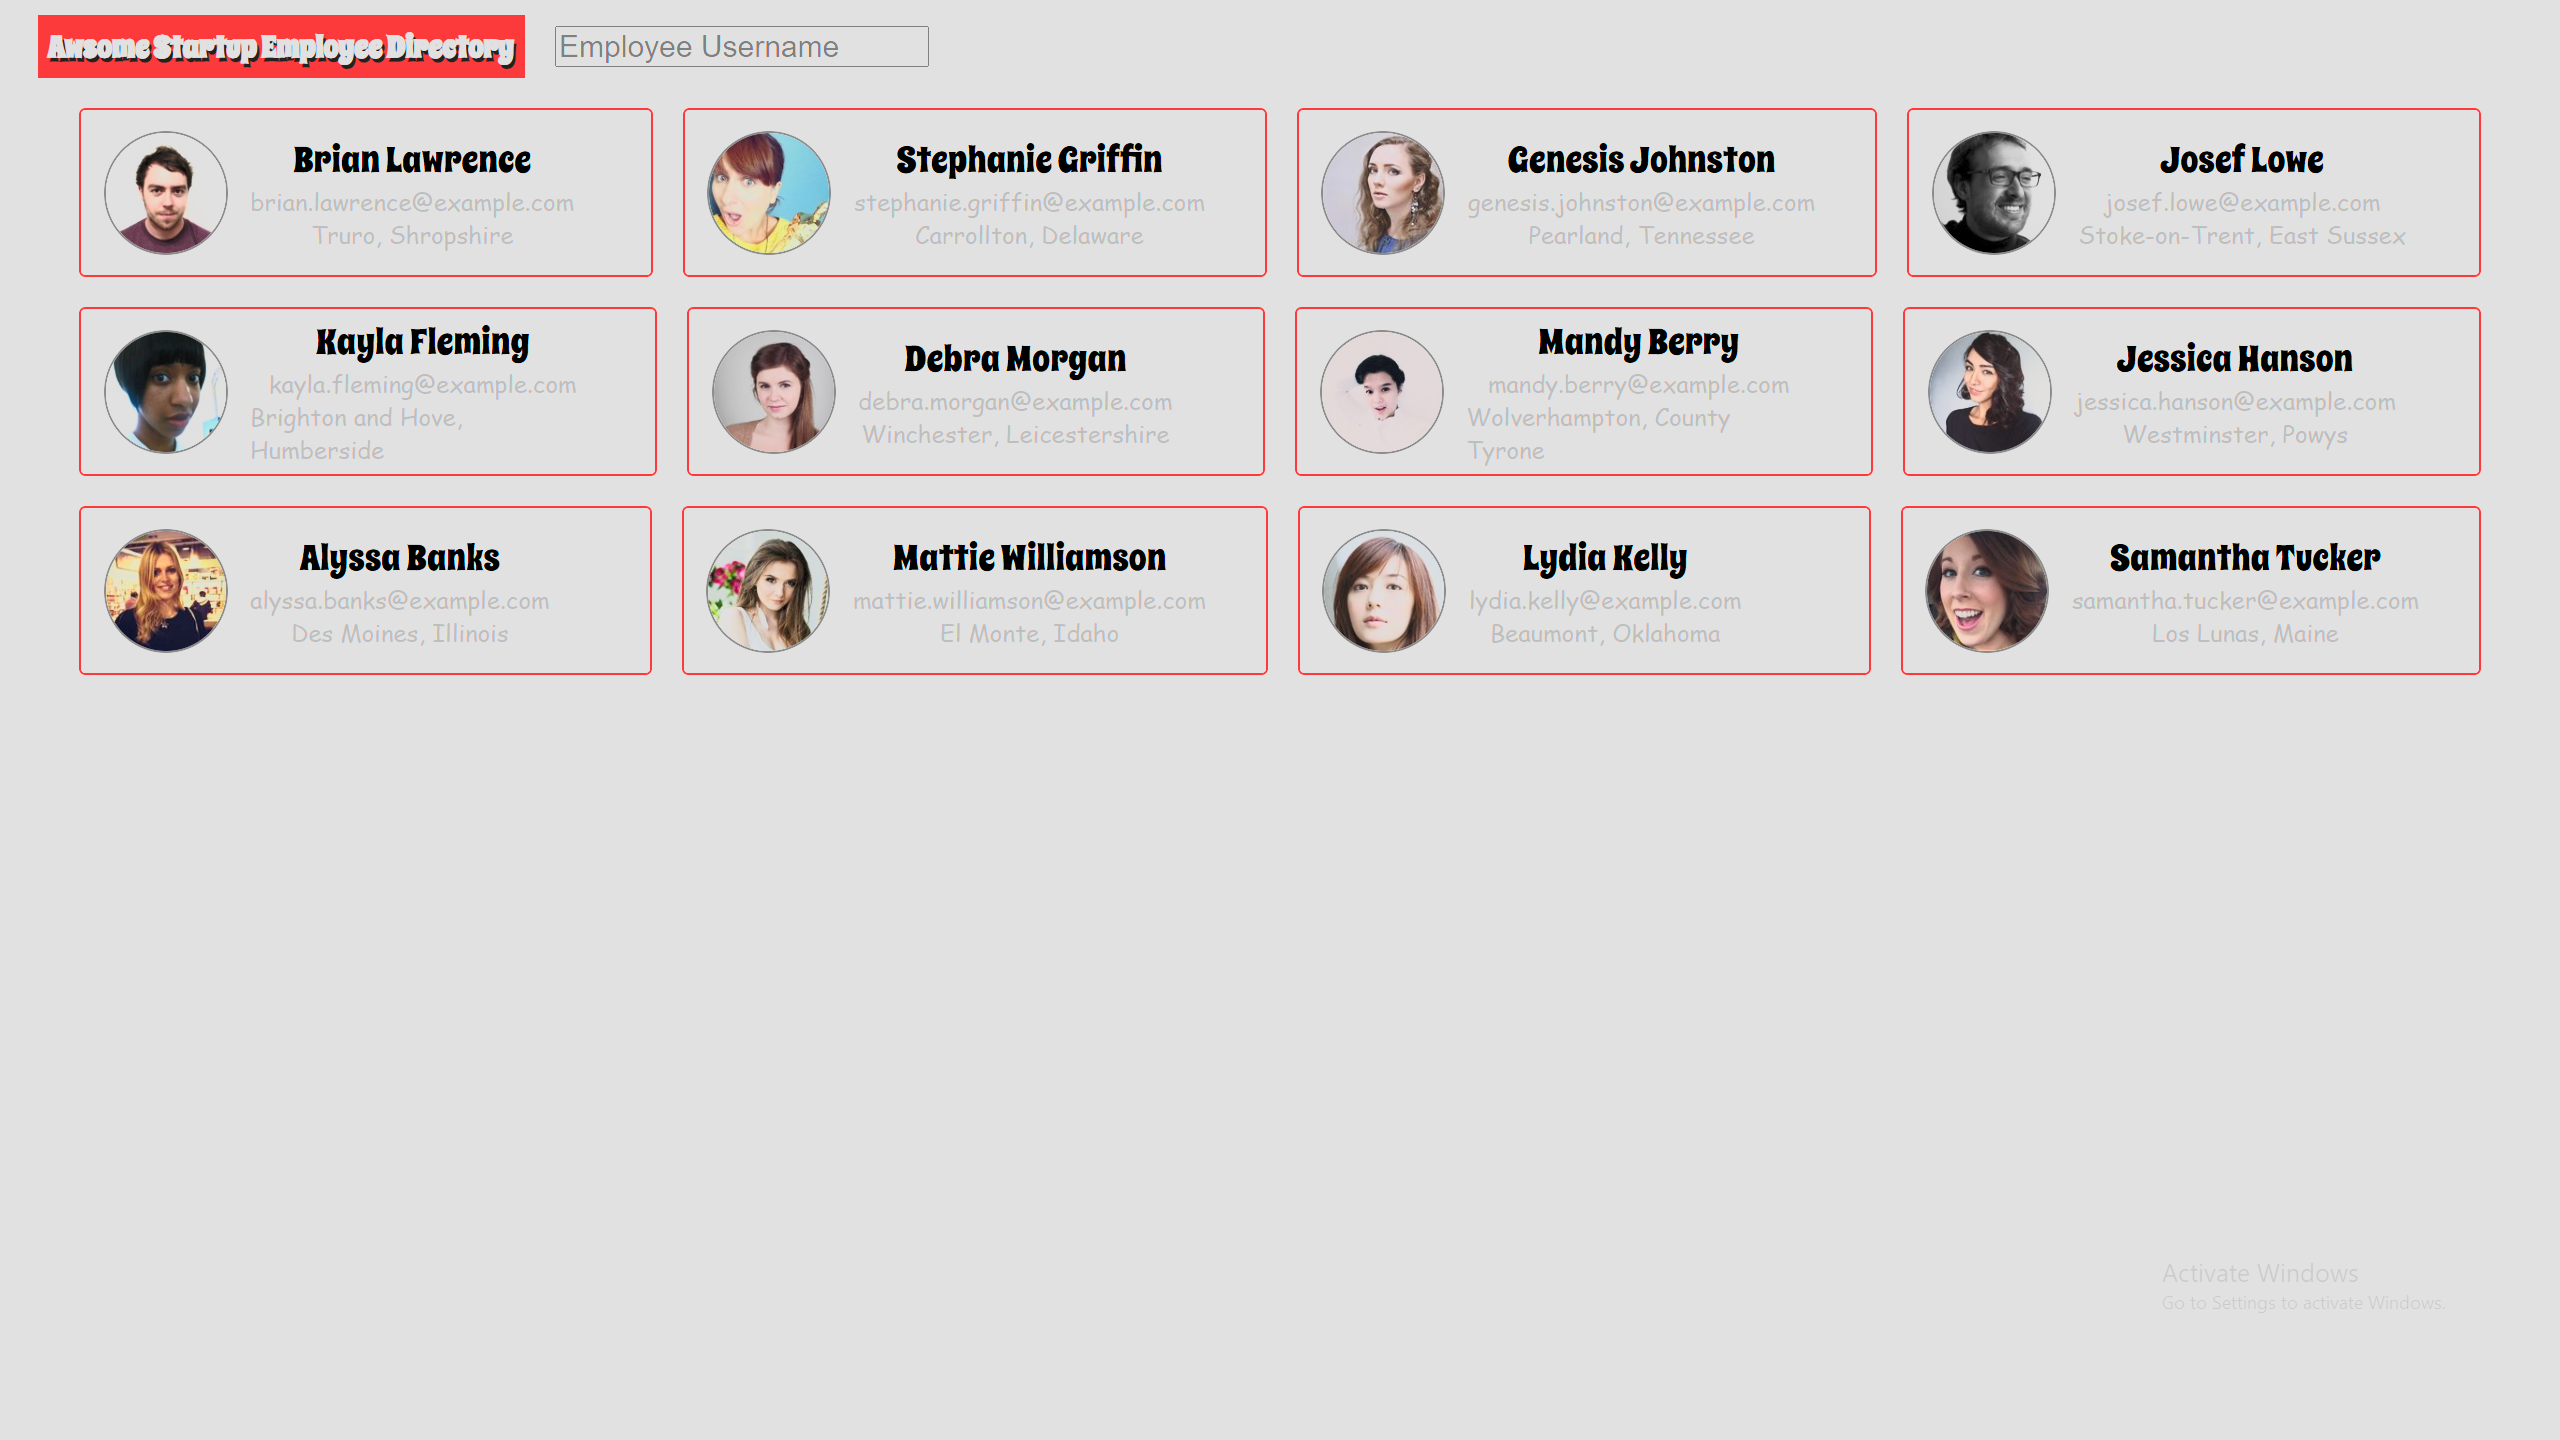 Awsome Startup Employee Directory
Employee Username
Brian Lawrence
brian.lawrence@example.com
Truro, Shropshire
Stephanie Griffin
stephanie.griffin@example.com
Carrollton, Delaware
Genesis Johnston
genesis.johnston@example.com
Pearland, Tennessee
Josef Lowe
josef.lowe@example.com
Stoke-on-Trent, East Sussex
Kayla Fleming
kayla.fleming@example.com
Brighton and Hove,
Humberside
Debra Morgan
debra.morgan@example.com
Winchester, Leicestershire
Mandy Berry
mandy.berry@example.com
Wolverhampton, County
Tyrone
Jessica Hanson
jessica.hanson@example.com
Westminster, Powys
Alyssa Banks
alyssa.banks@example.com
Des Moines, Illinois
Mattie Williamson
mattie.williamson@example.com
El Monte, Idaho
Lydia Kelly
lydia.kelly@example.com
Beaumont, Oklahoma
Samantha Tucker
samantha.tucker@example.com
Los Lunas, Maine
Activate Windows
Go to Settings to activate Windows.